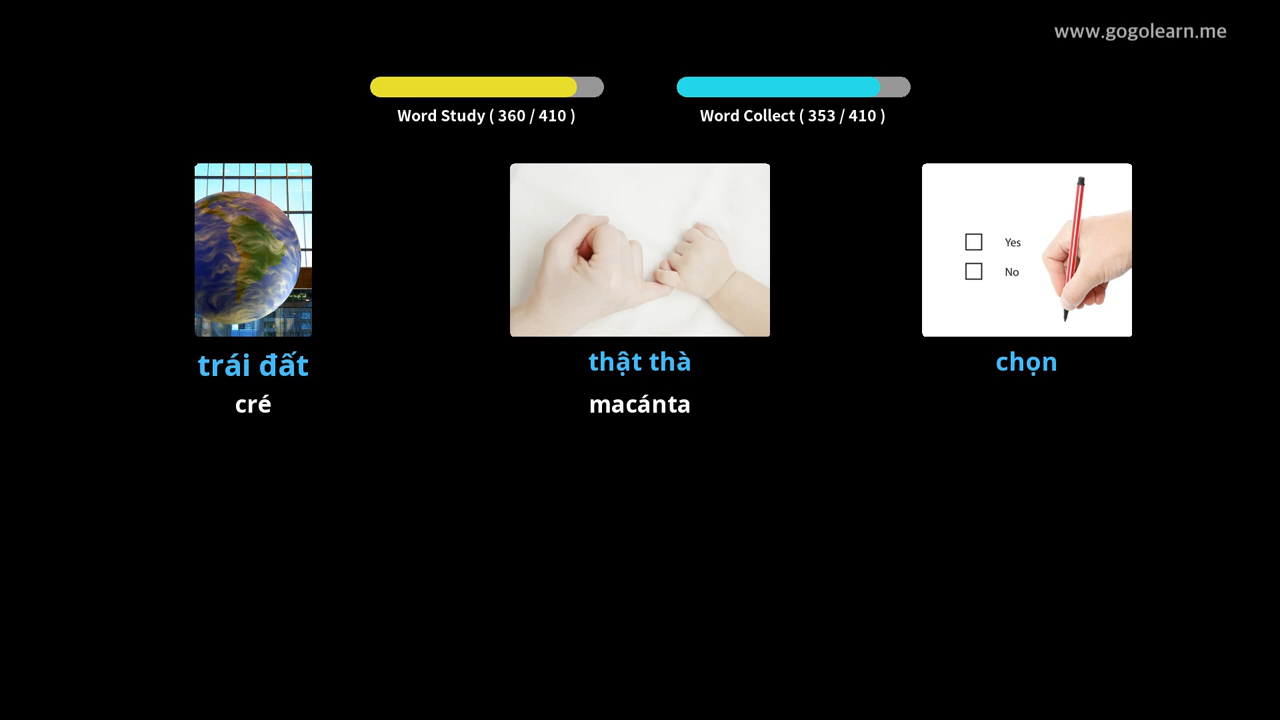 www.gogolearn.me
Word Study ( 360 / 410 )
Word Collect ( 353 / 410 )
Yes
No
trái đất
thật thà
chọn
cré
macánta